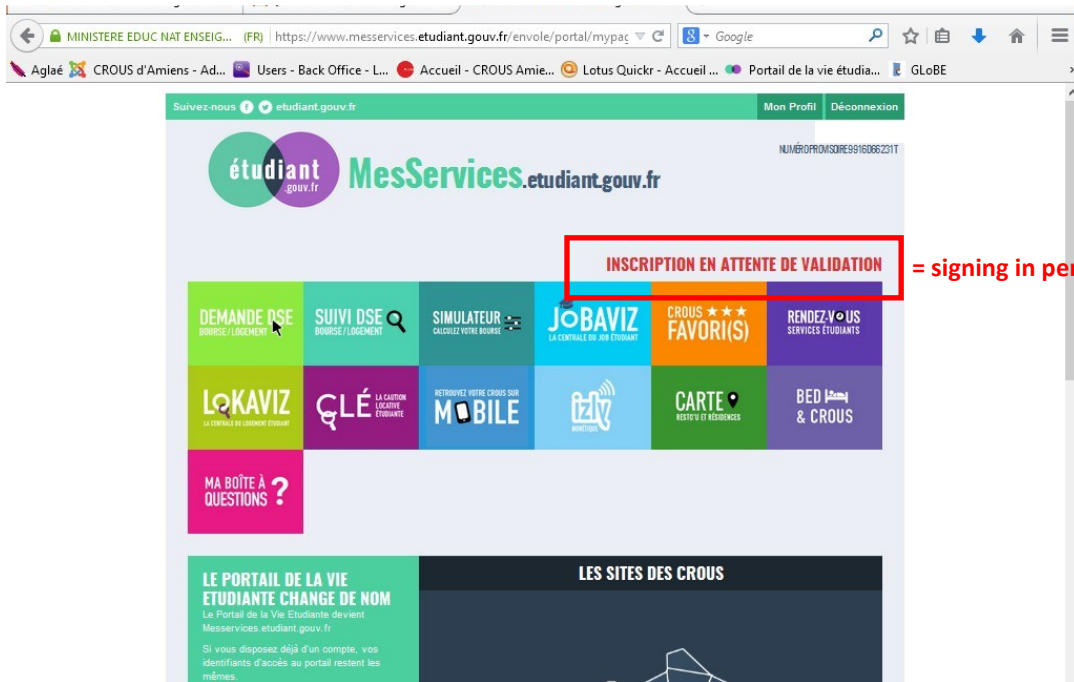 MINISTERE EDUC NAT ENSEIG... (FR) https://www.messervices.etudiant.gouv.fr/envole/portal/mypag Google
Aglaé CROUS d'Amiens - Ad... Users - Back Office - L... Accueil - CROUS Amie... Lotus Quickr - Accueil ... Portail de la vie étudia... GLoBE
Suivez-nous etudiant.gouv.fr Mon Profil Déconnexion
étudiant
.gouv.fr
MesServices.etudiant.gouv.fr
INSCRIPTION EN ATTENTE DE VALIDATION
= signing in per
DEMANDE DSE
BOURSE / LOGEMENT
SUIVI DSE
BOURSE / LOGEMENT
SIMULATEUR
CALCULEZ VOTRE BOURSE
JOBAVIZ
LA CENTRALE DU JOB ÉTUDIANT
CROUS
FAVORI(S)
RENDEZ-VOUS
SERVICES ÉTUDIANTS
LOKAVIZ
LA CENTRALE DU LOGEMENT ÉTUDIANT
CLÉ LA CAUTION
LOCATIVE
ÉTUDIANTE
RETROUVEZ VOTRE CROUS SUR
MOBILE
izly
MONÉTIQUE
CARTE
RESTO'U ET RÉSIDENCES
BED
& CROUS
MA BOÎTE À
QUESTIONS ?
LE PORTAIL DE LA VIE
ETUDIANTE CHANGE DE NOM
Le Portail de la Vie Etudiante devient
Messervices.etudiant.gouv.fr
Si vous disposez déjà d'un compte, vos
identifiants d'accès au portail restent les
mêmes.
LES SITES DES CROUS